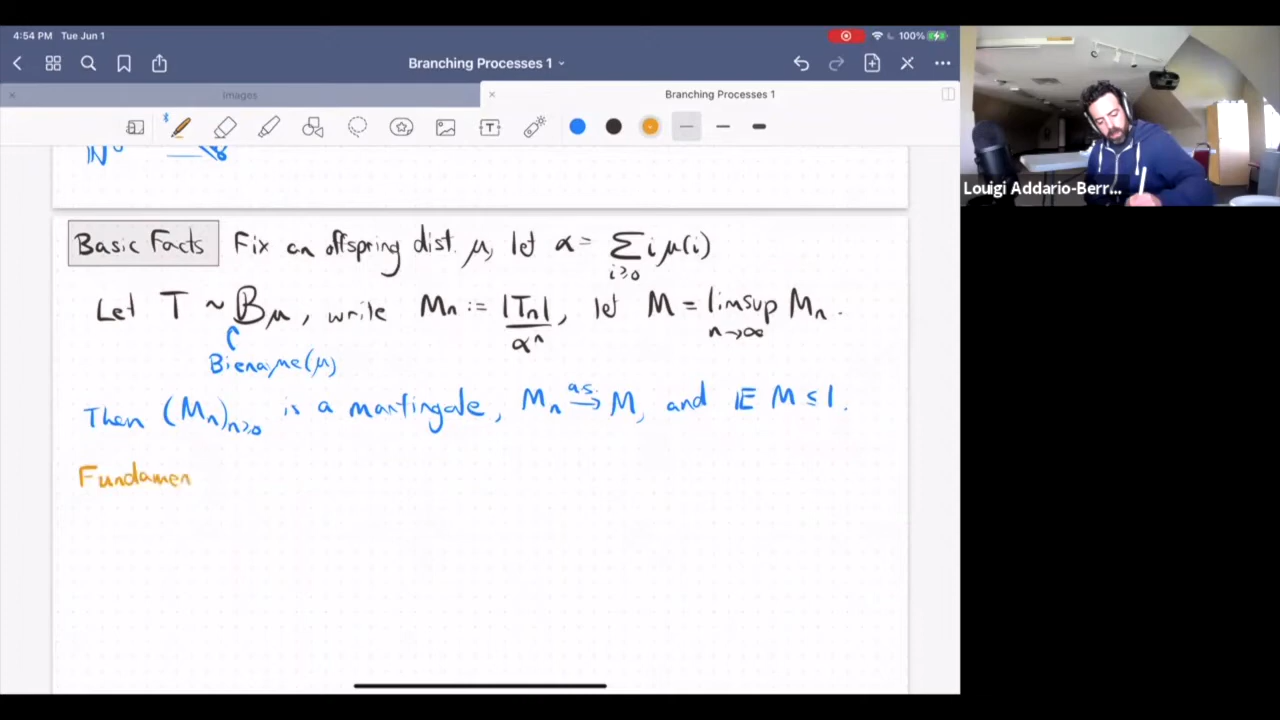 4:54 PM Tue Jun 1
100%
Branching Processes 1
Images
Branching Processes 1
T
Louigi Addario-Berr...
Basic Facts Fix an offspring dist. μ, let α = ∑_{i≥0} i μ(i)
Let T ~ B_μ, write M_n := |T_n| / α^n, let M = limsup_{n→∞} M_n.
Bienayme(μ)
Then (M_n)_{n≥0} is a martingale, M_n a.s.→ M, and 𝔼 M ≤ 1.
Fundamen